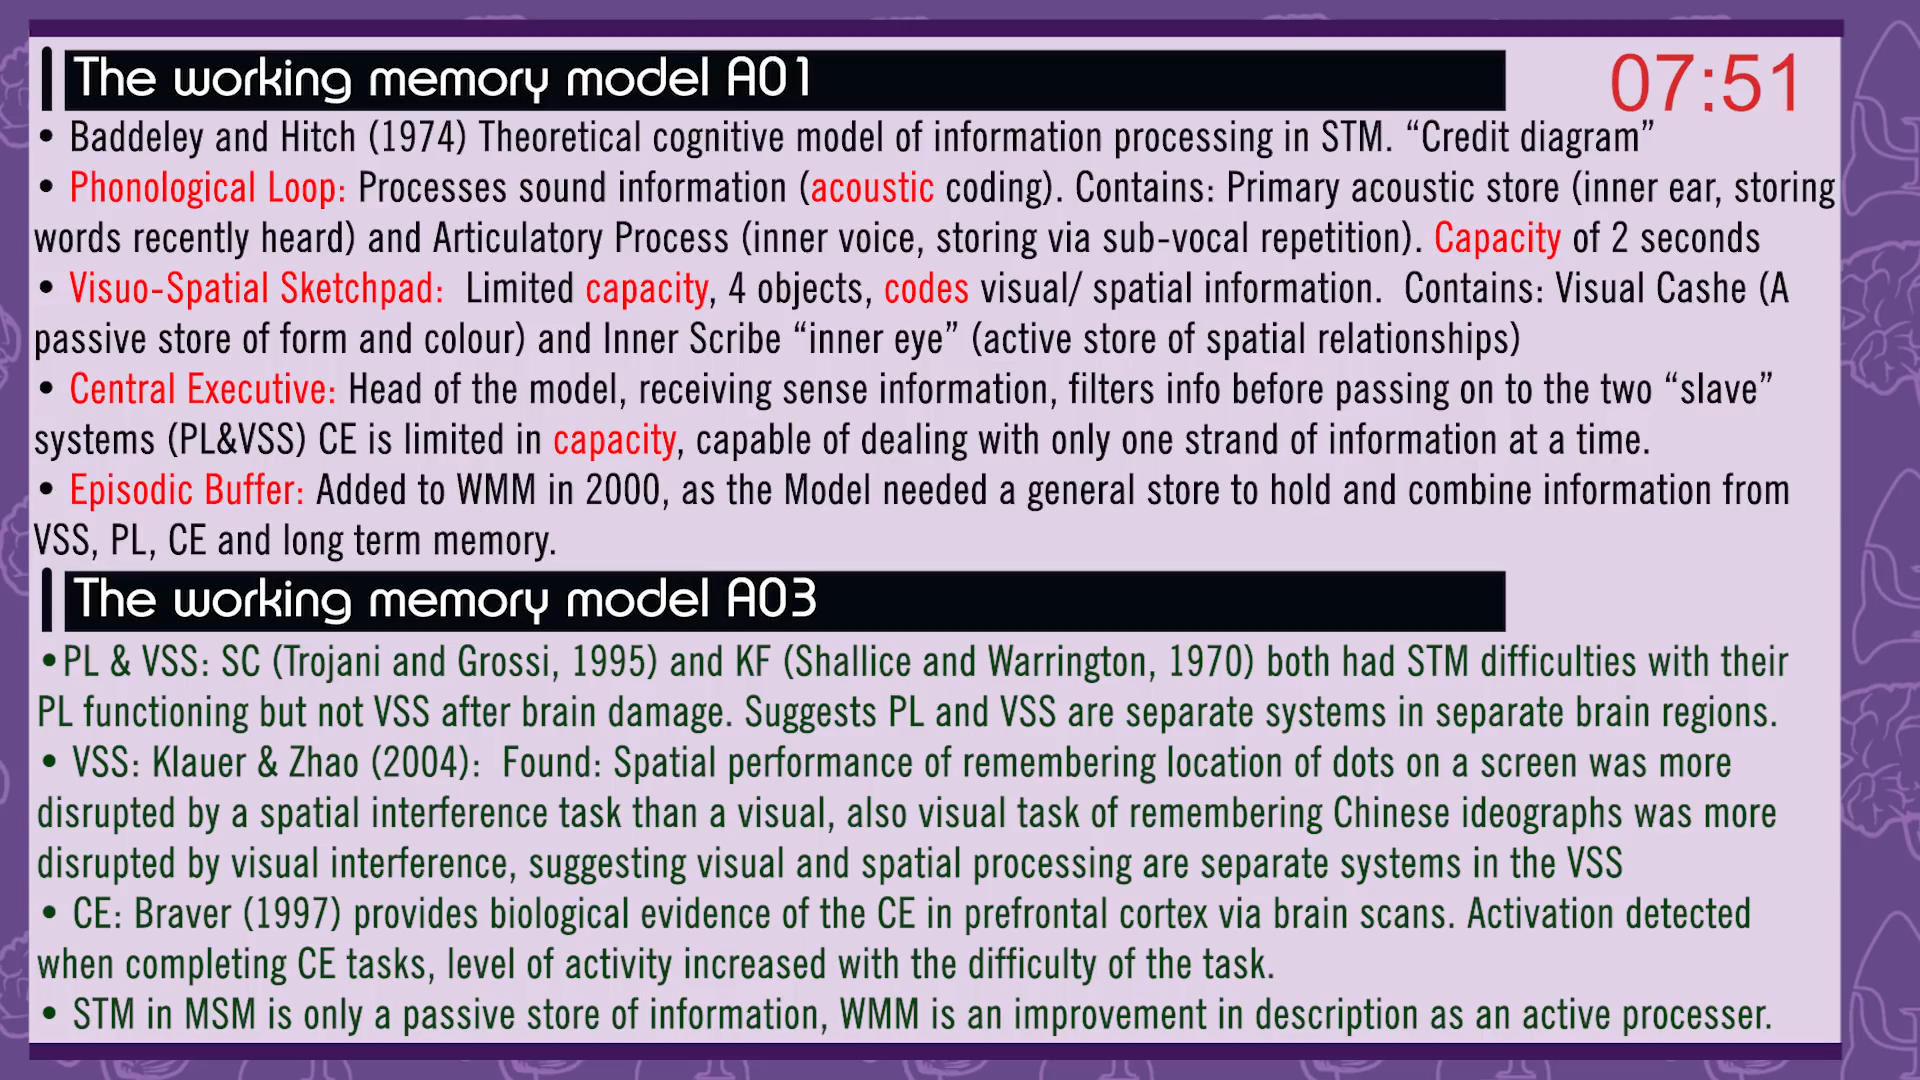 The working memory model A01
07:51
• Baddeley and Hitch (1974) Theoretical cognitive model of information processing in STM. “Credit diagram”
• Phonological Loop: Processes sound information (acoustic coding). Contains: Primary acoustic store (inner ear, storing
words recently heard) and Articulatory Process (inner voice, storing via sub-vocal repetition). Capacity of 2 seconds
• Visuo-Spatial Sketchpad: Limited capacity, 4 objects, codes visual/ spatial information. Contains: Visual Cashe (A
passive store of form and colour) and Inner Scribe “inner eye” (active store of spatial relationships)
• Central Executive: Head of the model, receiving sense information, filters info before passing on to the two “slave”
systems (PL&VSS) CE is limited in capacity, capable of dealing with only one strand of information at a time.
• Episodic Buffer: Added to WMM in 2000, as the Model needed a general store to hold and combine information from
VSS, PL, CE and long term memory.
The working memory model A03
•PL & VSS: SC (Trojani and Grossi, 1995) and KF (Shallice and Warrington, 1970) both had STM difficulties with their
PL functioning but not VSS after brain damage. Suggests PL and VSS are separate systems in separate brain regions.
• VSS: Klauer & Zhao (2004): Found: Spatial performance of remembering location of dots on a screen was more
disrupted by a spatial interference task than a visual, also visual task of remembering Chinese ideographs was more
disrupted by visual interference, suggesting visual and spatial processing are separate systems in the VSS
• CE: Braver (1997) provides biological evidence of the CE in prefrontal cortex via brain scans. Activation detected
when completing CE tasks, level of activity increased with the difficulty of the task.
• STM in MSM is only a passive store of information, WMM is an improvement in description as an active processer.